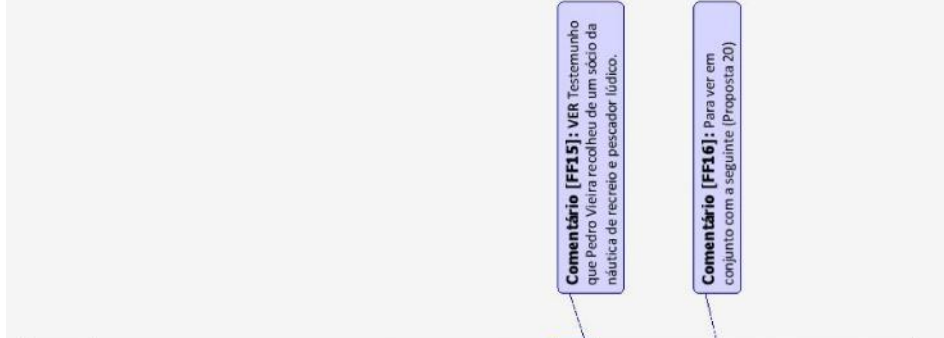 Comentário [FF15]: VER Testemunho
que Pedro Vieira recolheu de um sócio da
náutica de recreio e pescador lúdico.
Comentário [FF16]: Para ver em
conjunto com a seguinte (Proposta 20)